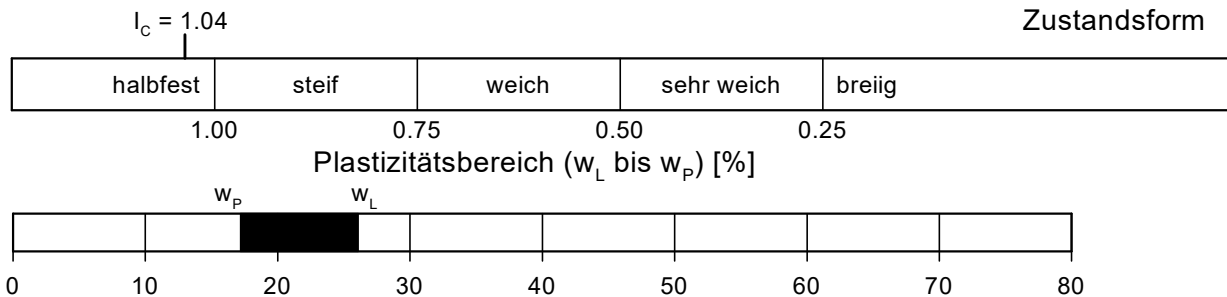 I_C = 1.04
Zustandsform
halbfest steif weich sehr weich breiig
1.00 0.75 0.50 0.25
Plastizitätsbereich (w_L bis w_P) [%]
w_P w_L
0 10 20 30 40 50 60 70 80